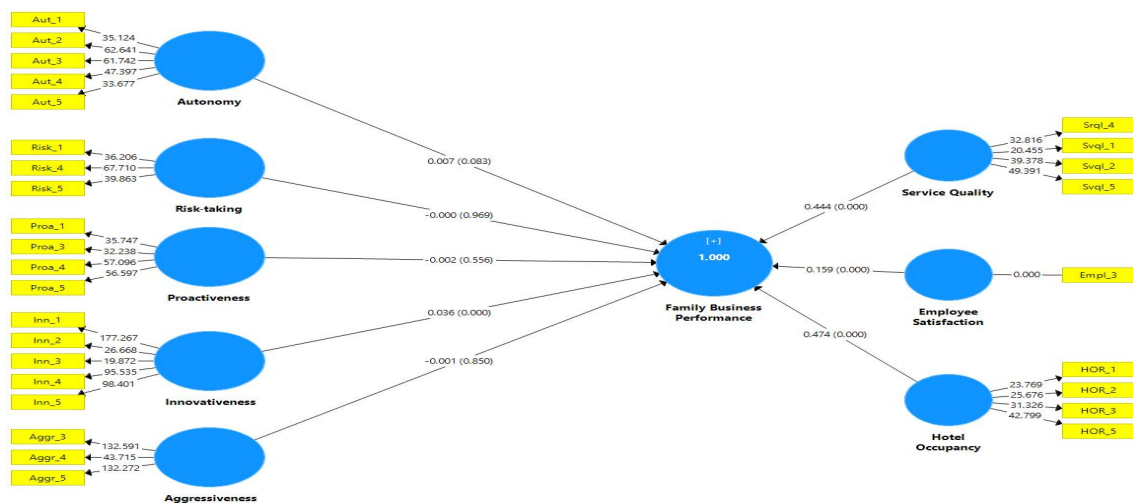 Aut_1
Aut_2
Aut_3
Aut_4
Aut_5
35.124
62.641
61.742
47.397
33.677
Autonomy
0.007 (0.083)
Risk_1
Risk_4
Risk_5
36.206
67.710
39.863
Risk-taking
-0.000 (0.969)
Proa_1
Proa_3
Proa_4
Proa_5
35.747
32.238
57.096
56.597
Proactiveness
-0.002 (0.556)
Inn_1
Inn_2
Inn_3
Inn_4
Inn_5
177.267
26.668
19.872
95.535
98.401
Innovativeness
0.036 (0.000)
Aggr_3
Aggr_4
Aggr_5
132.591
43.715
132.272
Aggressiveness
-0.001 (0.850)
[+]
1.000
Family Business
Performance
0.444 (0.000)
Service Quality
32.816
20.455
39.378
49.391
Srql_4
Svql_1
Svql_2
Svql_5
0.159 (0.000)
Employee
Satisfaction
0.000
Empl_3
0.474 (0.000)
Hotel
Occupancy
23.769
25.676
31.326
42.799
HOR_1
HOR_2
HOR_3
HOR_5